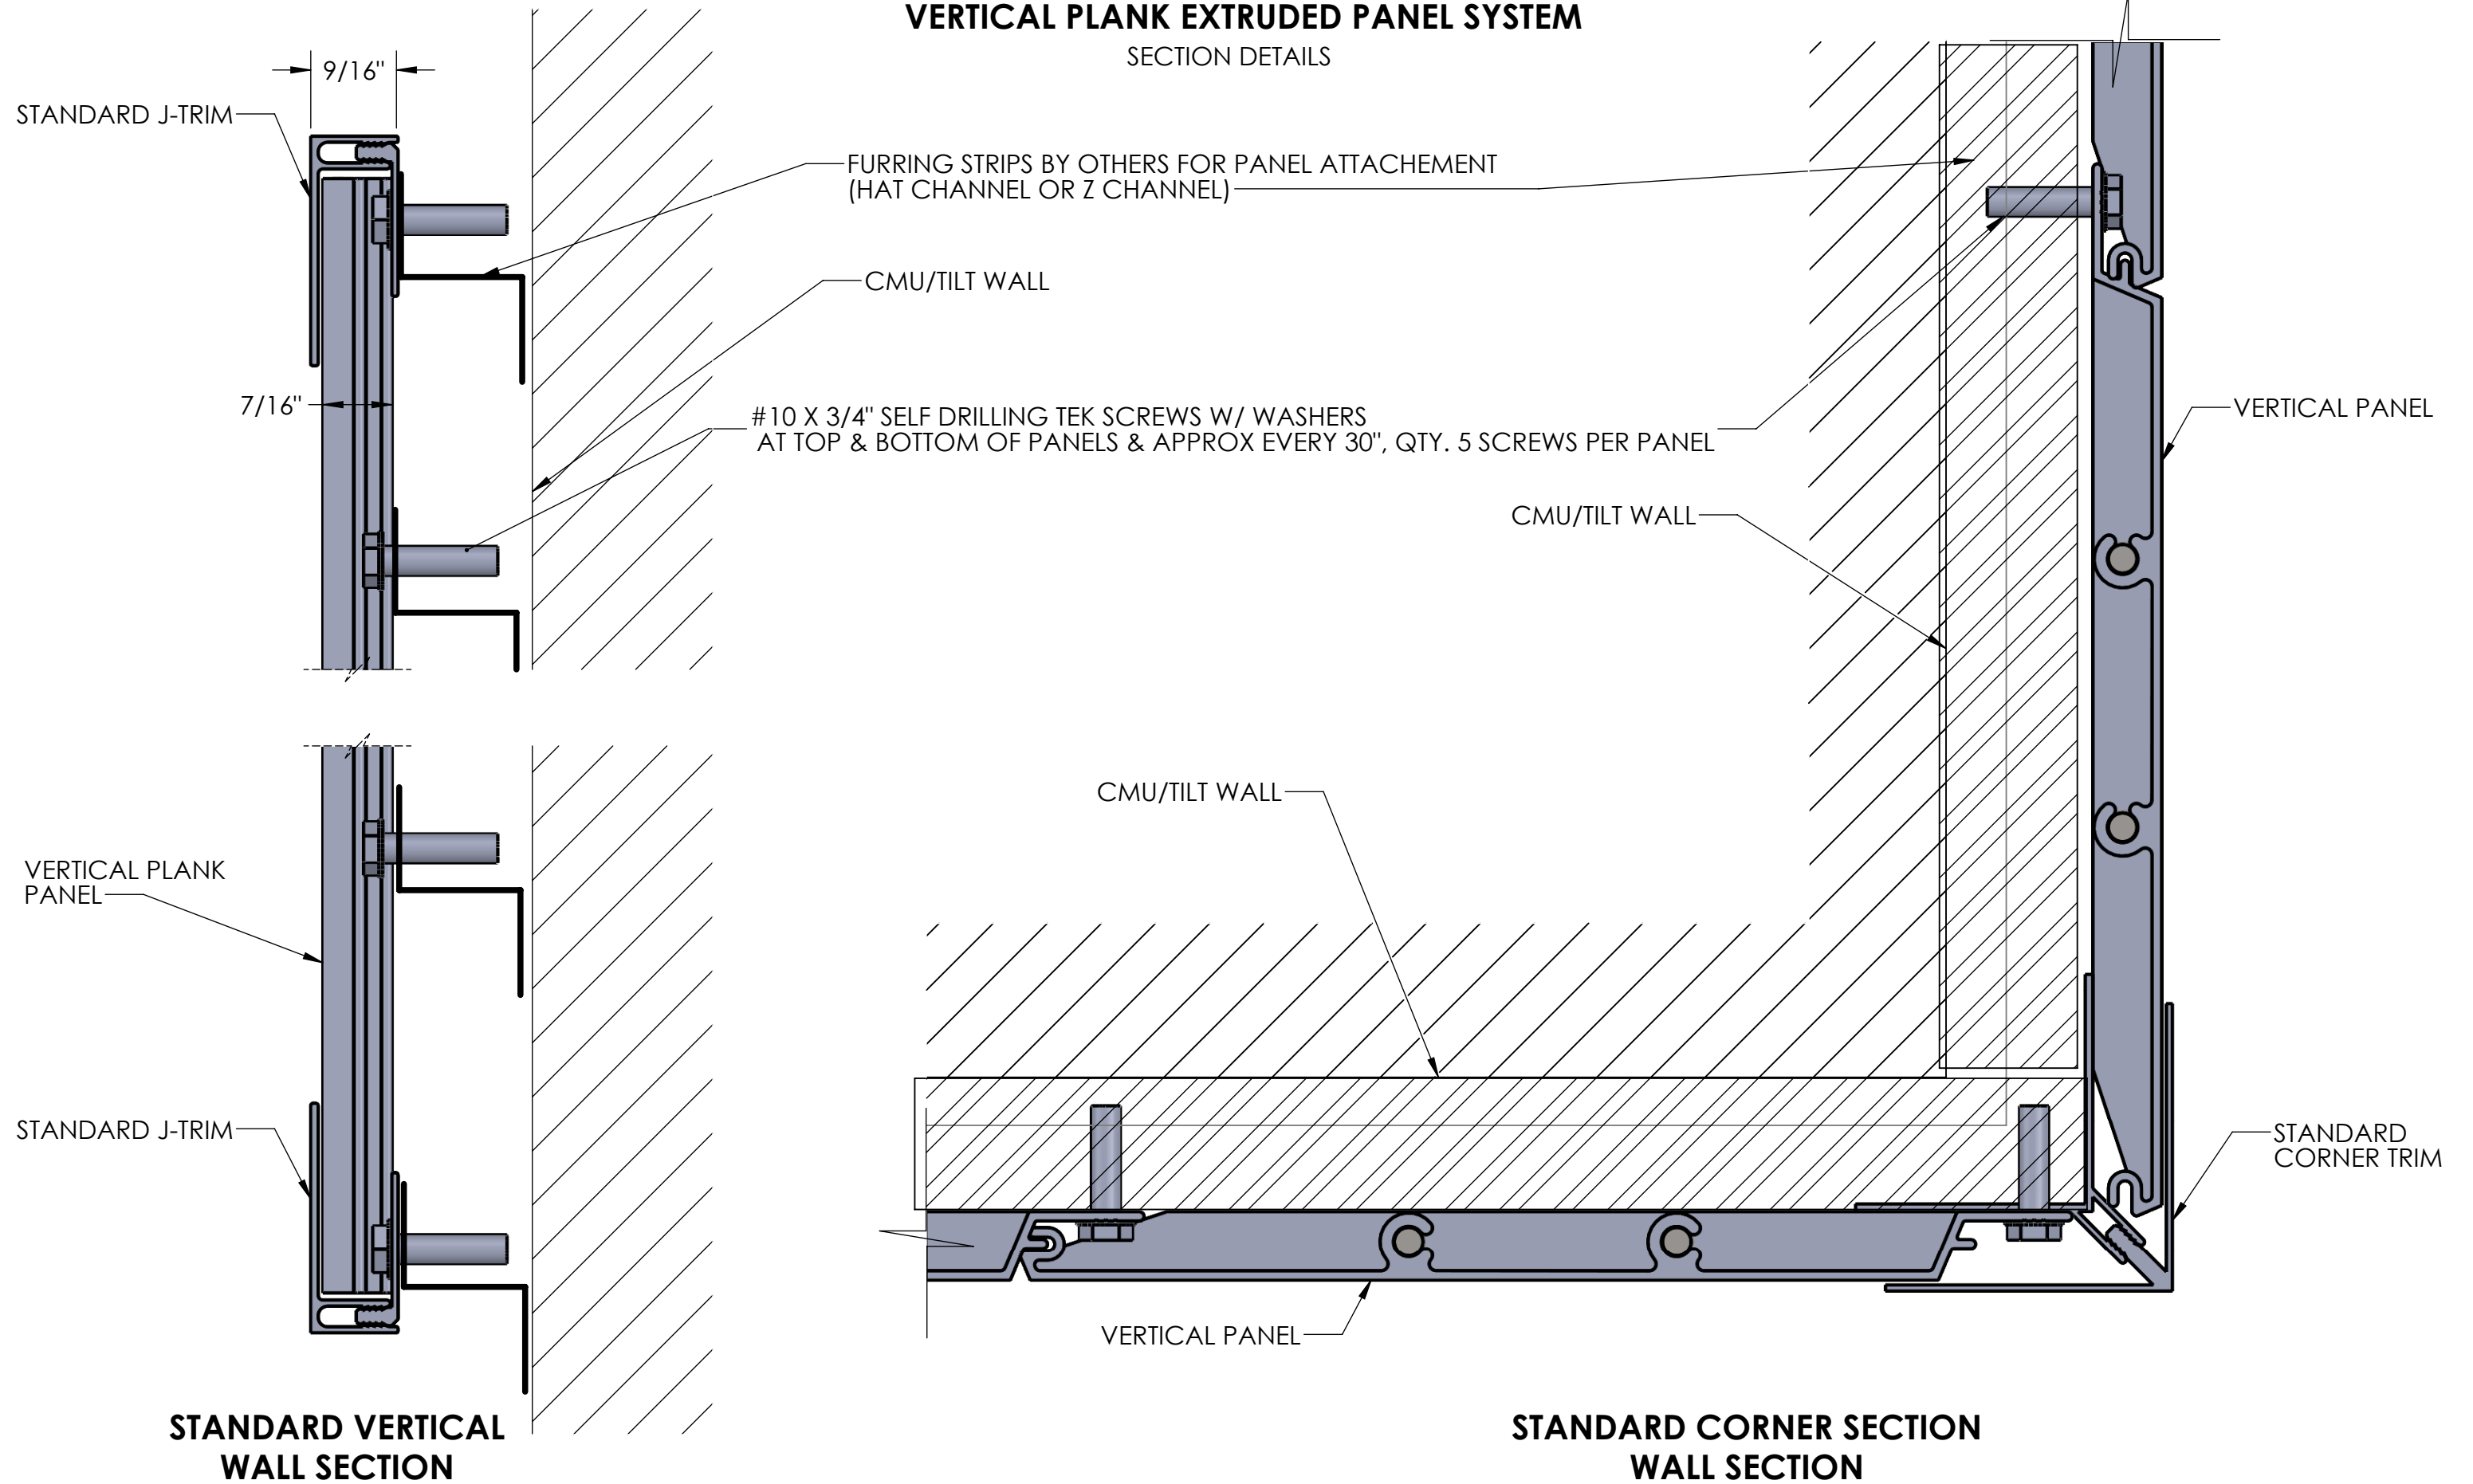 VERTICAL PLANK EXTRUDED PANEL SYSTEM
SECTION DETAILS
9/16"
STANDARD J-TRIM
FURRING STRIPS BY OTHERS FOR PANEL ATTACHEMENT
(HAT CHANNEL OR Z CHANNEL)
CMU/TILT WALL
7/16"
#10 X 3/4" SELF DRILLING TEK SCREWS W/ WASHERS
AT TOP & BOTTOM OF PANELS & APPROX EVERY 30", QTY. 5 SCREWS PER PANEL
VERTICAL PANEL
CMU/TILT WALL
CMU/TILT WALL
VERTICAL PLANK
PANEL
STANDARD J-TRIM
STANDARD
CORNER TRIM
VERTICAL PANEL
STANDARD VERTICAL
WALL SECTION
STANDARD CORNER SECTION
WALL SECTION